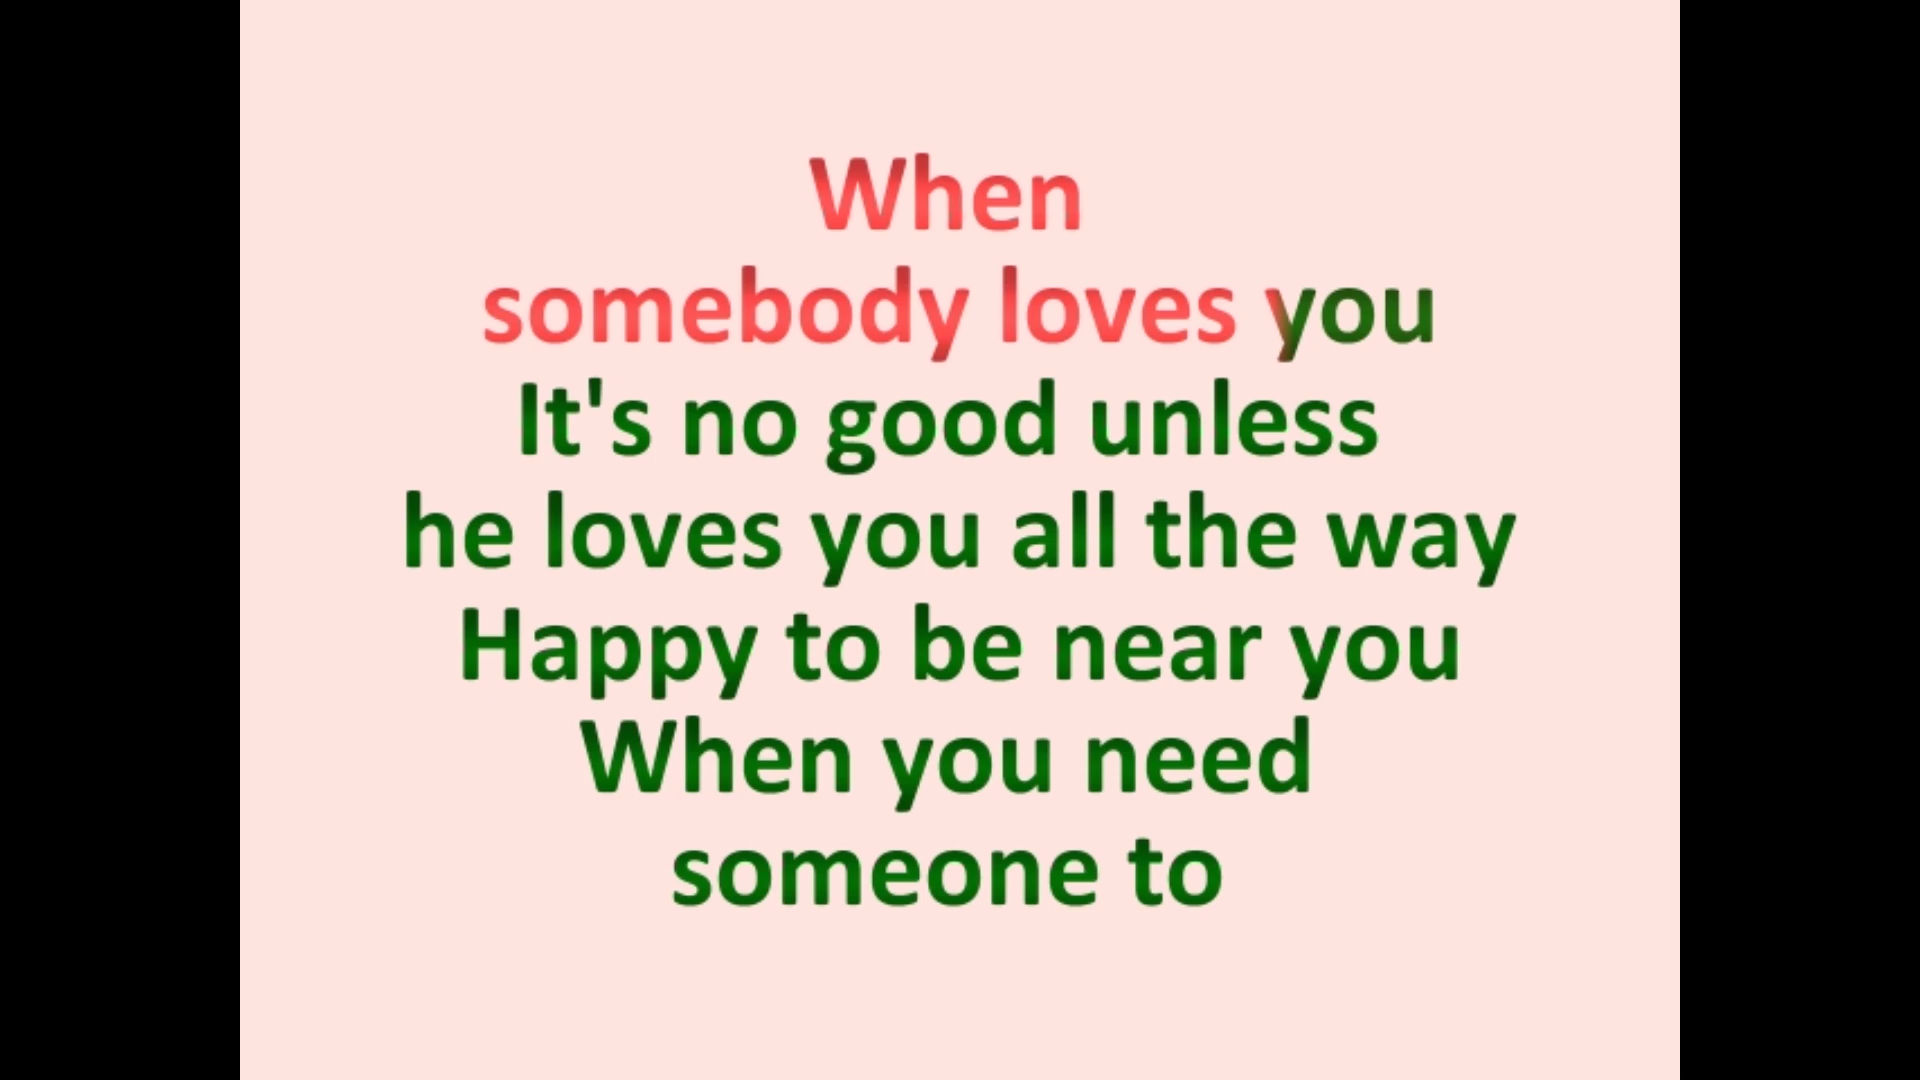 When
somebody loves you
It's no good unless
he loves you all the way
Happy to be near you
When you need
someone to